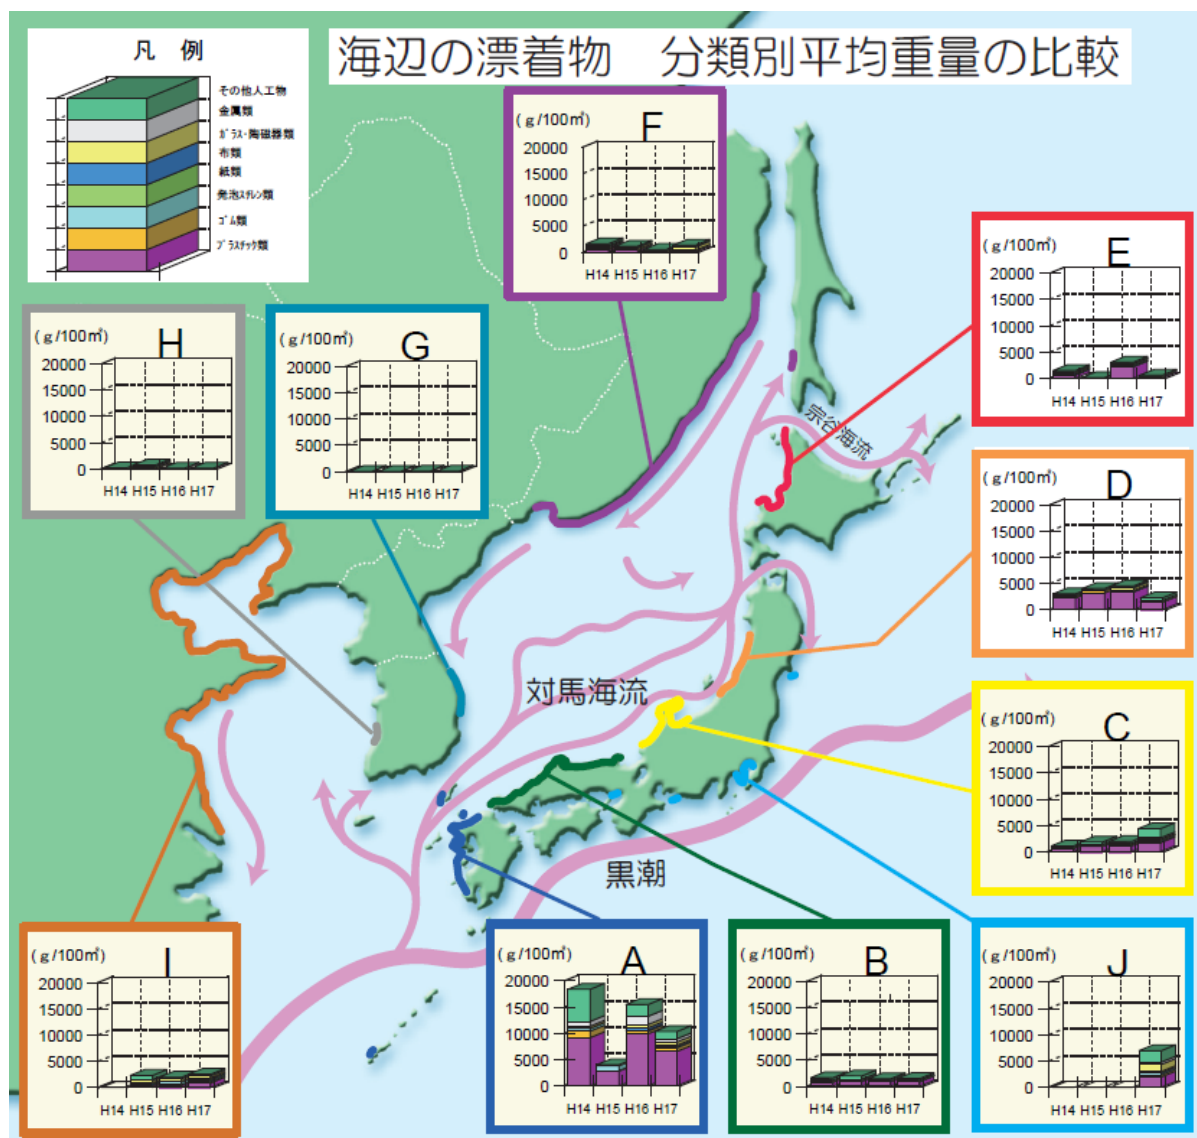 海辺の漂着物 分類別平均重量の比較
凡 例
その他人工物
金属類
ｶﾞﾗｽ・陶磁器類
布類
紙類
発泡ｽﾁﾚﾝ類
ｺﾞﾑ類
ﾌﾟﾗｽﾁｯｸ類
F
(g/100㎡)
20000
15000
10000
5000
0
H14 H15 H16 H17
E
(g/100㎡)
20000
15000
10000
5000
0
H14 H15 H16 H17
H
(g/100㎡)
20000
15000
10000
5000
0
H14 H15 H16 H17
G
(g/100㎡)
20000
15000
10000
5000
0
H14 H15 H16 H17
宗谷海流
D
(g/100㎡)
20000
15000
10000
5000
0
H14 H15 H16 H17
対馬海流
C
(g/100㎡)
20000
15000
10000
5000
0
H14 H15 H16 H17
黒潮
I
(g/100㎡)
20000
15000
10000
5000
0
H14 H15 H16 H17
A
(g/100㎡)
20000
15000
10000
5000
0
H14 H15 H16 H17
B
(g/100㎡)
20000
15000
10000
5000
0
H14 H15 H16 H17
J
(g/100㎡)
20000
15000
10000
5000
0
H14 H15 H16 H17